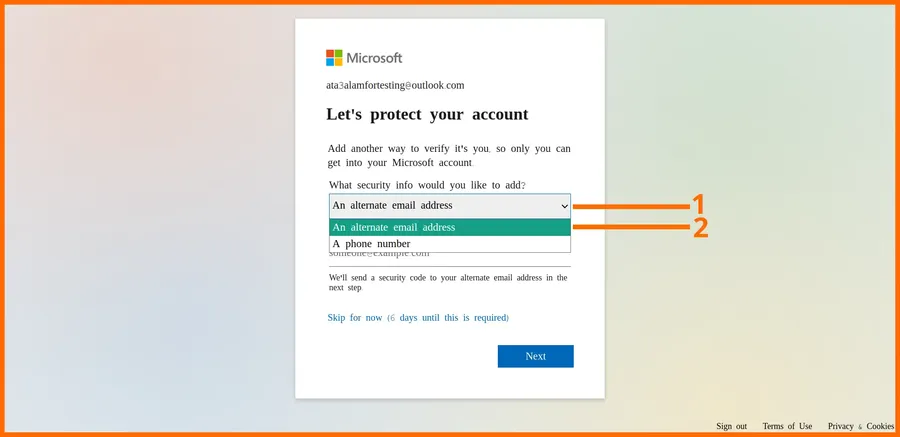 Microsoft
ata3alamfortesting@outlook.com
Let's protect your account
Add another way to verify it's you, so only you can
get into your Microsoft account.
What security info would you like to add?
An alternate email address
1
An alternate email address
2
A phone number
someone@example.com
We'll send a security code to your alternate email address in the
next step.
Skip for now (6 days until this is required)
Next
Sign out Terms of Use Privacy & Cookies